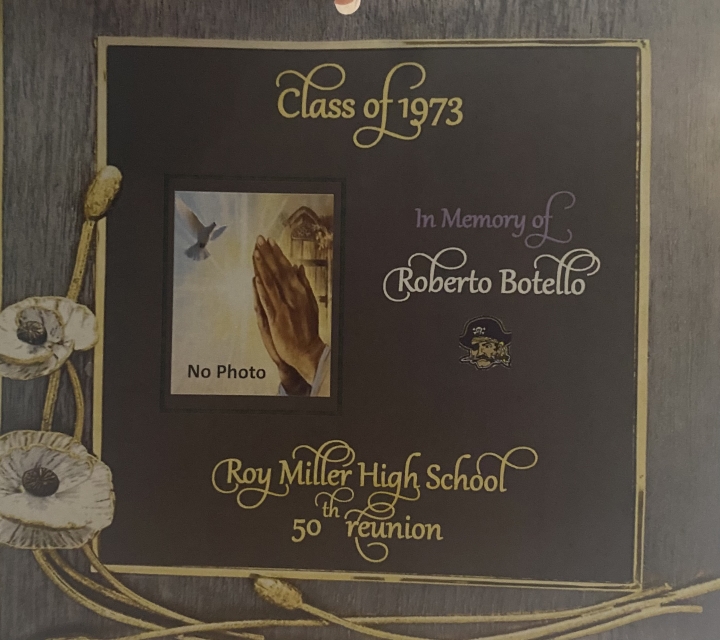 Class of 1973
In Memory of
Roberto Botello
No Photo
Roy Miller High School
50th reunion